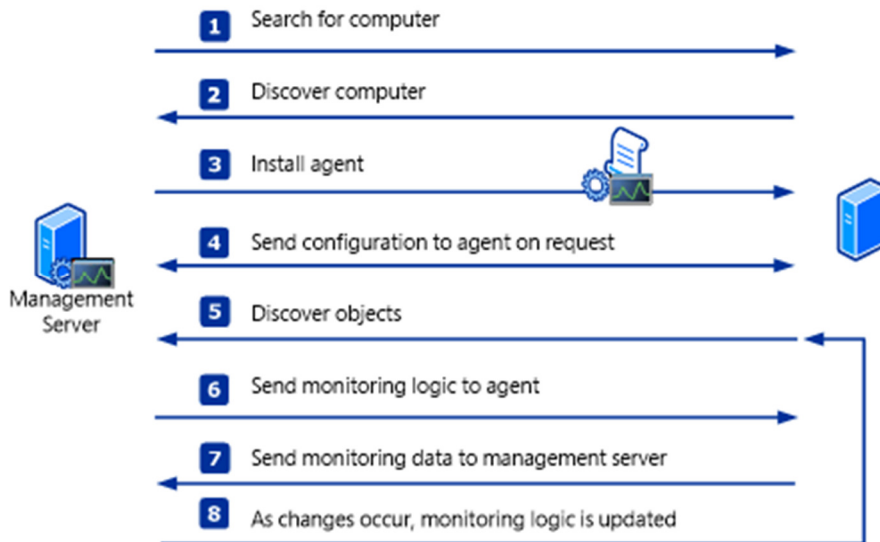 1 Search for computer
2 Discover computer
3 Install agent
4 Send configuration to agent on request
Management
Server
5 Discover objects
6 Send monitoring logic to agent
7 Send monitoring data to management server
8 As changes occur, monitoring logic is updated